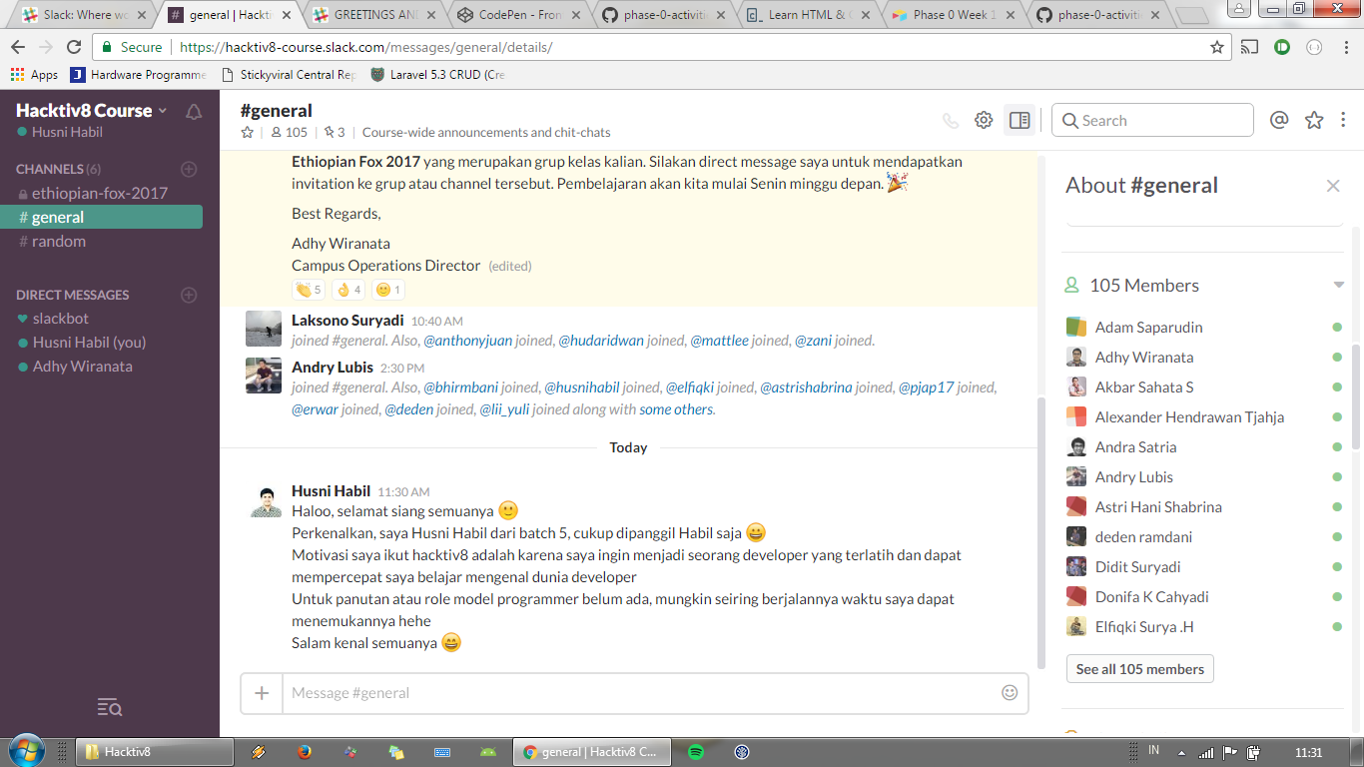 Slack: Where wo
general | Hackti
GREETINGS AND
CodePen - Fron
phase-0-activiti
Learn HTML & C
Phase 0 Week 1
phase-0-activiti
Secure https://hacktiv8-course.slack.com/messages/general/details/
Apps Hardware Programme Stickyviral Central Rep Laravel 5.3 CRUD (Cre
Hacktiv8 Course
Husni Habil
CHANNELS (6)
ethiopian-fox-2017
# general
# random
DIRECT MESSAGES
slackbot
Husni Habil (you)
Adhy Wiranata
#general
105 3 Course-wide announcements and chit-chats
Search
Ethiopian Fox 2017 yang merupakan grup kelas kalian. Silakan direct message saya untuk mendapatkan
invitation ke grup atau channel tersebut. Pembelajaran akan kita mulai Senin minggu depan.
Best Regards,
Adhy Wiranata
Campus Operations Director (edited)
5 4 1
Laksono Suryadi 10:40 AM
joined #general. Also, @anthonyjuan joined, @hudaridwan joined, @mattlee joined, @zani joined.
Andry Lubis 2:30 PM
joined #general. Also, @bhirmbani joined, @husnihabil joined, @elfiqki joined, @astrishabrina joined, @pjap17 joined,
@erwar joined, @deden joined, @lii_yuli joined along with some others.
Today
Husni Habil 11:30 AM
Haloo, selamat siang semuanya
Perkenalkan, saya Husni Habil dari batch 5, cukup dipanggil Habil saja
Motivasi saya ikut hacktiv8 adalah karena saya ingin menjadi seorang developer yang terlatih dan dapat
mempercepat saya belajar mengenal dunia developer
Untuk panutan atau role model programmer belum ada, mungkin seiring berjalannya waktu saya dapat
menemukannya hehe
Salam kenal semuanya
Message #general
About #general
105 Members
Adam Saparudin
Adhy Wiranata
Akbar Sahata S
Alexander Hendrawan Tjahja
Andra Satria
Andry Lubis
Astri Hani Shabrina
deden ramdani
Didit Suryadi
Donifa K Cahyadi
Elfiqki Surya .H
See all 105 members
Hacktiv8
general | Hacktiv8 C...
IN
11:31